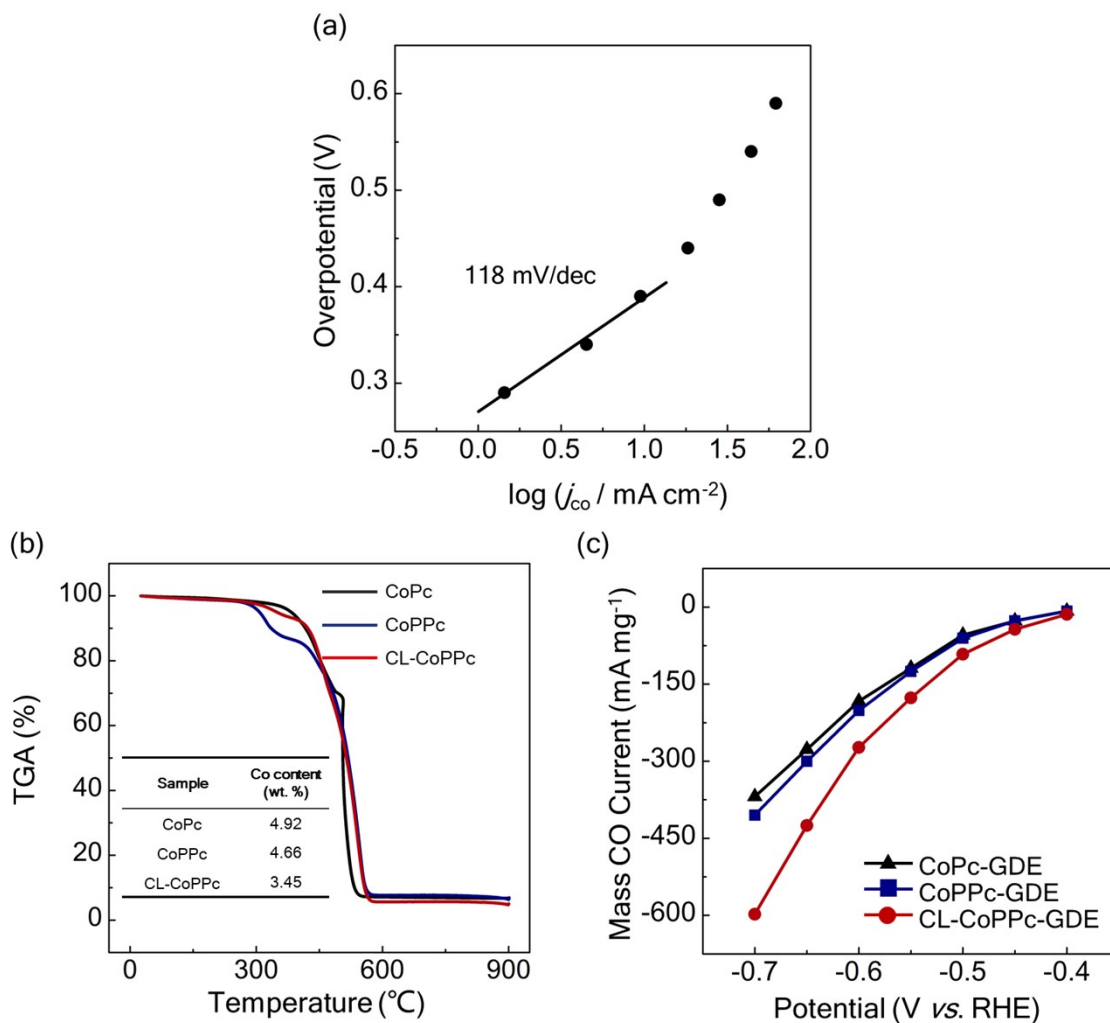 (a)
0.6
0.5
0.4
0.3
Overpotential (V)
118 mV/dec
-0.5 0.0 0.5 1.0 1.5 2.0
log (jco / mA cm-2)
(b)
100
80
60
40
20
0
TGA (%)
CoPc
CoPPc
CL-CoPPc
Sample Co content
(wt. %)
CoPc 4.92
CoPPc 4.66
CL-CoPPc 3.45
0 300 600 900
Temperature (℃)
(c)
0
-150
-300
-450
-600
Mass CO Current (mA mg-1)
CoPc-GDE
CoPPc-GDE
CL-CoPPc-GDE
-0.7 -0.6 -0.5 -0.4
Potential (V vs. RHE)